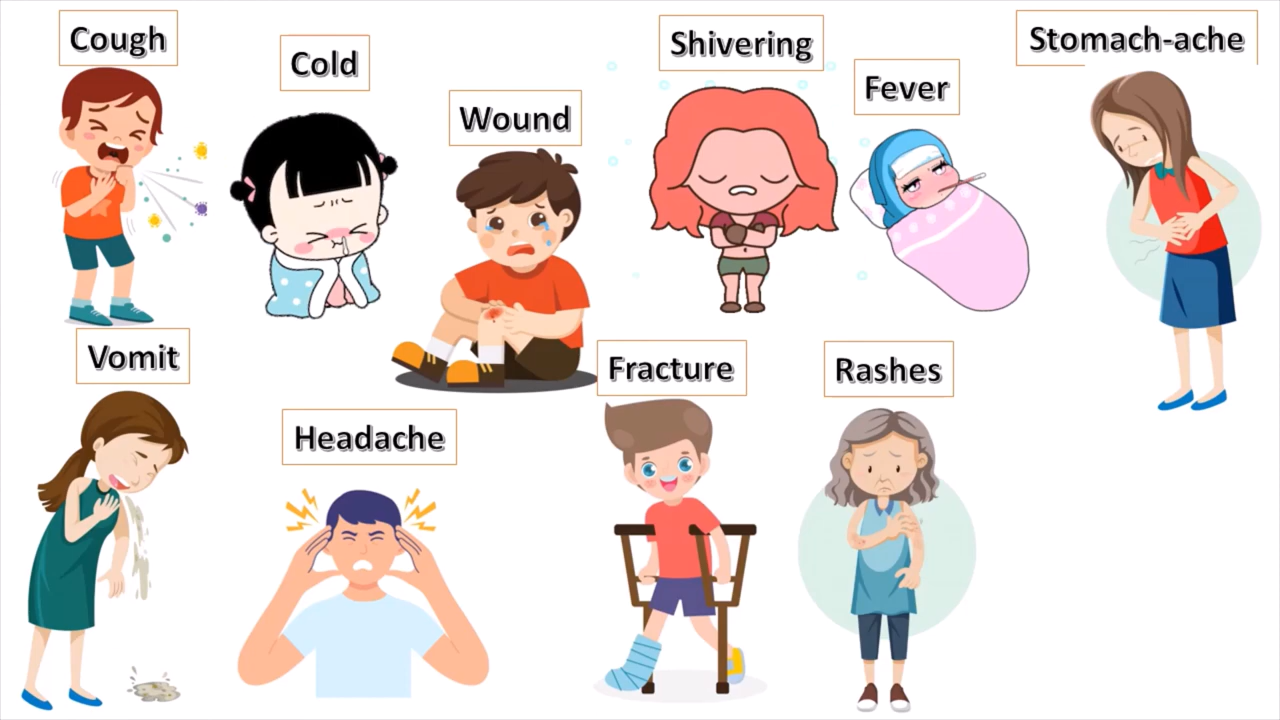 Cough
Cold
Wound
Shivering
Fever
Stomach-ache
Vomit
Headache
Fracture
Rashes